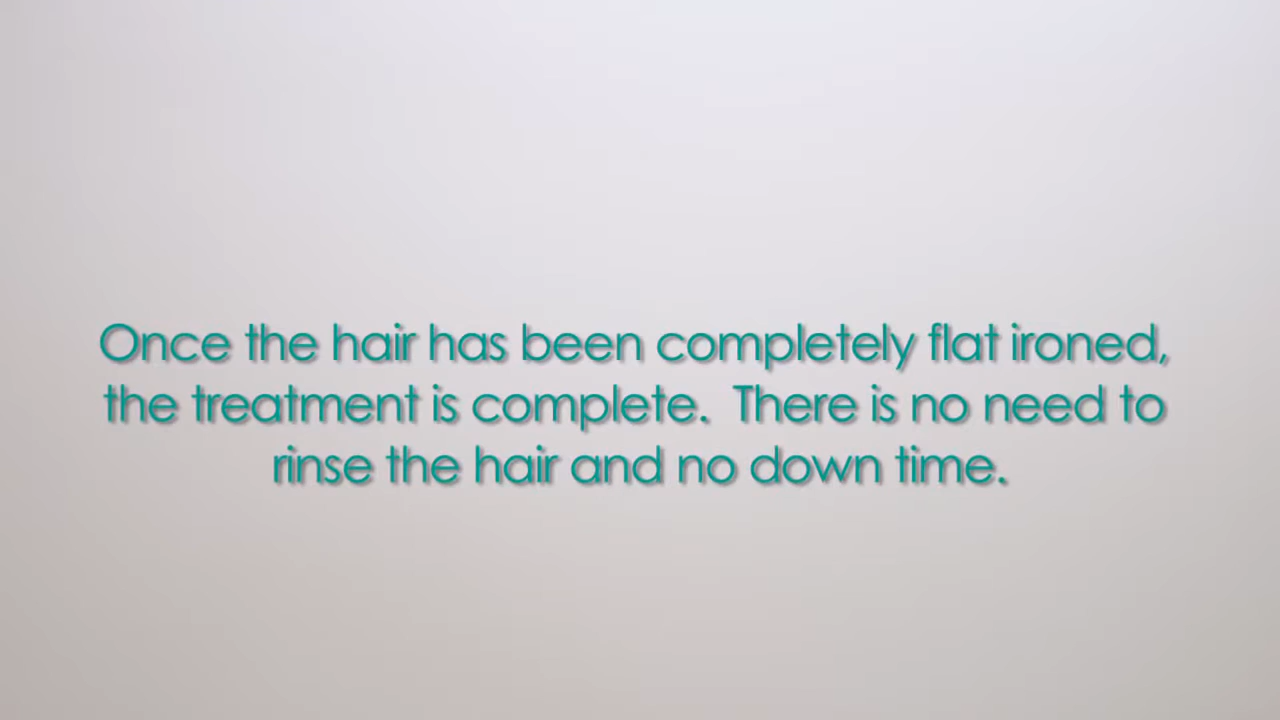 Once the hair has been completely flat ironed,
the treatment is complete.  There is no need to
rinse the hair and no down time.